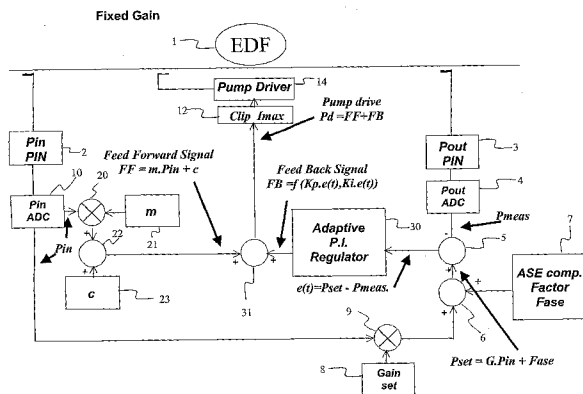 Fixed Gain
1
EDF
Pump Driver
14
12
Clip Imax
Pump drive
Pd =FF+FB
Pin
PIN
2
Pout
PIN
3
10
Pin
ADC
20
Feed Forward Signal
FF = m.Pin + c
Feed Back Signal
FB=f (Kp.e(t),Ki.e(t))
Pout
ADC
4
Pmeas
7
m
21
Pin
+
22
+
c
23
+
31
+
Adaptive
P.I.
Regulator
30
-
5
+
e(t)=Pset - Pmeas.
ASE comp.
Factor
Fase
+
+
6
9
8
Gain
set
Pset = G.Pin + Fase